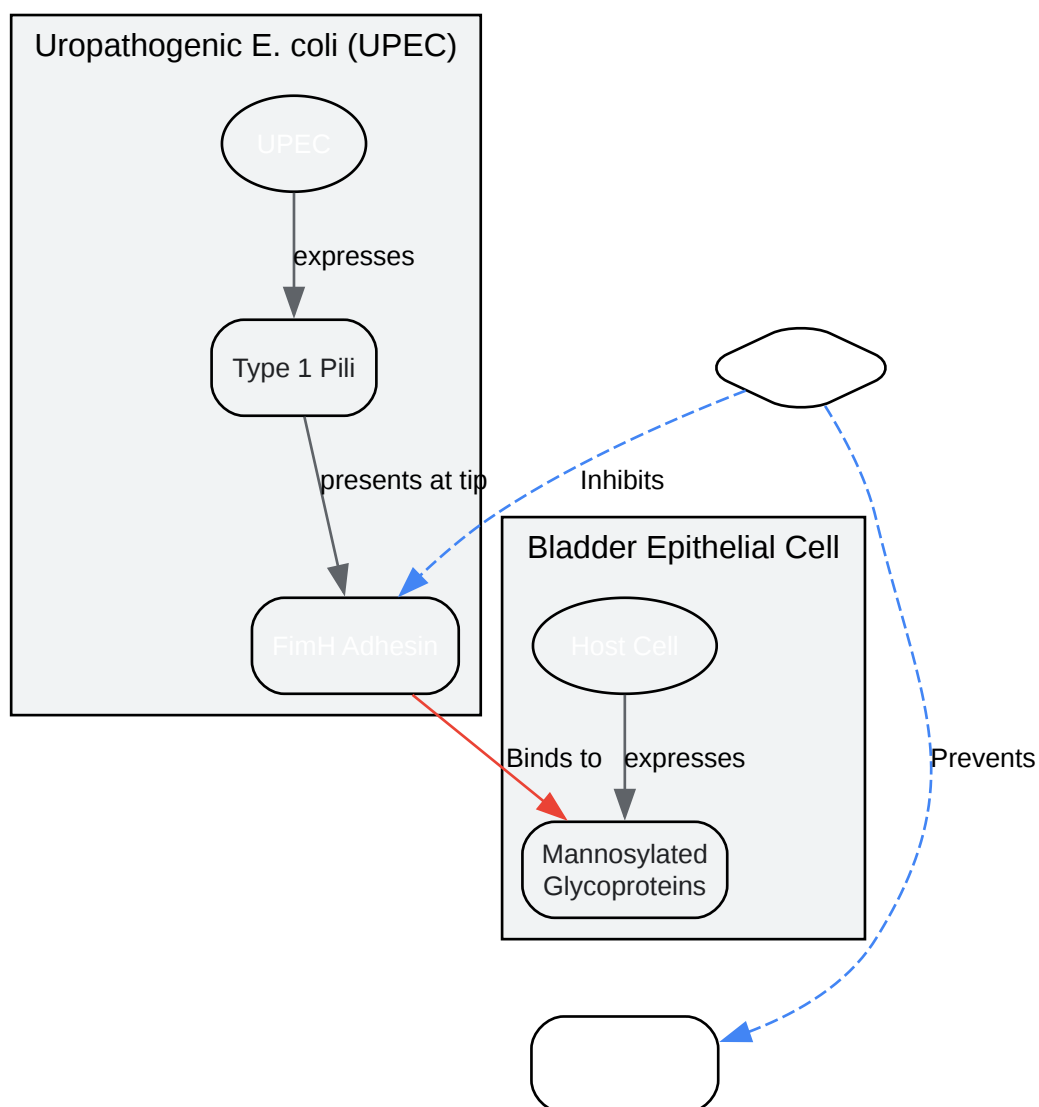 Uropathogenic E. coli (UPEC)
UPEC
expresses
Type 1 Pili
presents at tip
Inhibits
Bladder Epithelial Cell
FimH Adhesin
Host Cell
Binds to
expresses
Prevents
Mannosylated
Glycoproteins